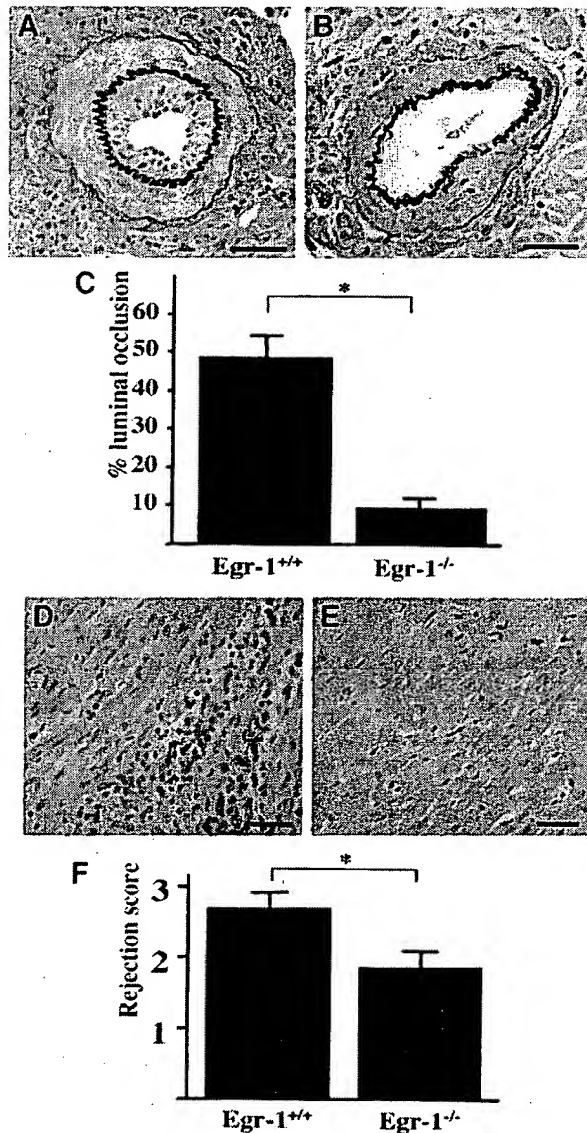 A
B
C
% luminal occlusion
60
50
40
30
20
10
*
Egr-1+/+
Egr-1-/-
D
E
F
Rejection score
3
2
1
*
Egr-1+/+
Egr-1-/-